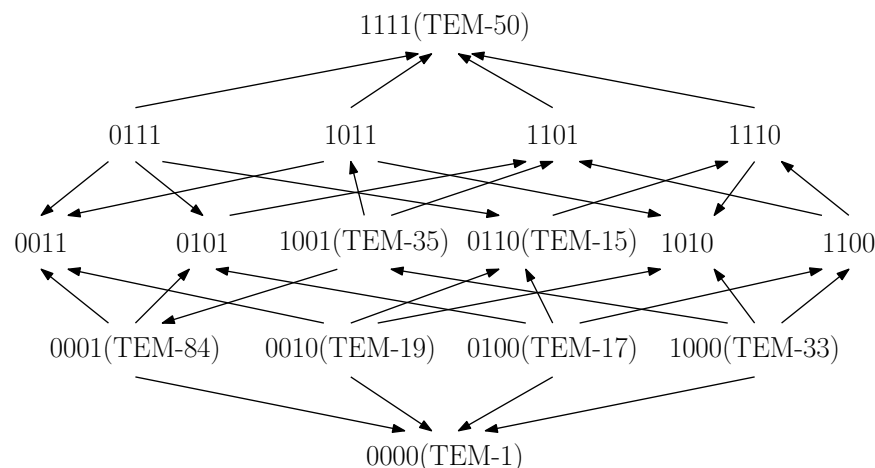 1111(TEM-50)
0111 1011 1101 1110
0011 0101 1001(TEM-35) 0110(TEM-15) 1010 1100
0001(TEM-84) 0010(TEM-19) 0100(TEM-17) 1000(TEM-33)
0000(TEM-1)